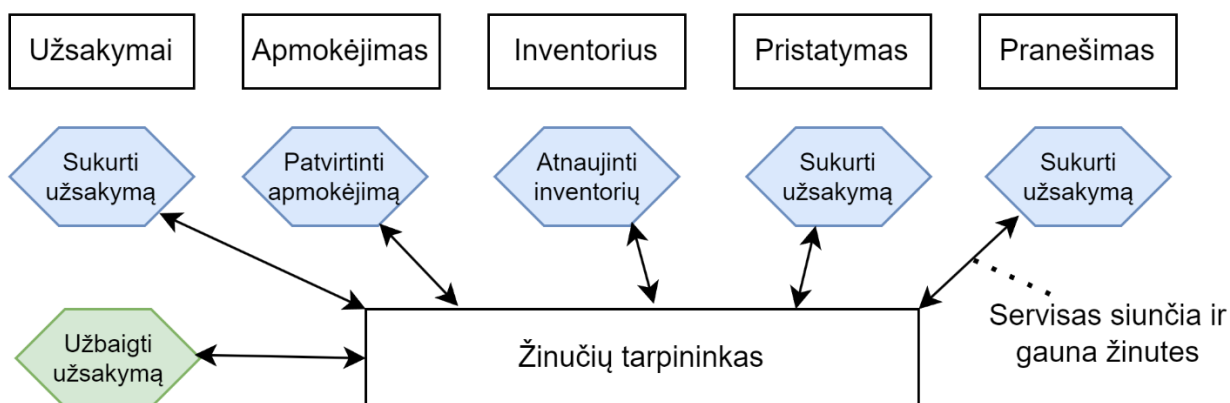 Užsakymai
Apmokėjimas
Inventorius
Pristatymas
Pranešimas
Sukurti
užsakymą
Patvirtinti
apmokėjimą
Atnaujinti
inventorių
Sukurti
užsakymą
Sukurti
užsakymą
Užbaigti
užsakymą
Žinučių tarpininkas
Servisas siunčia ir
gauna žinutes